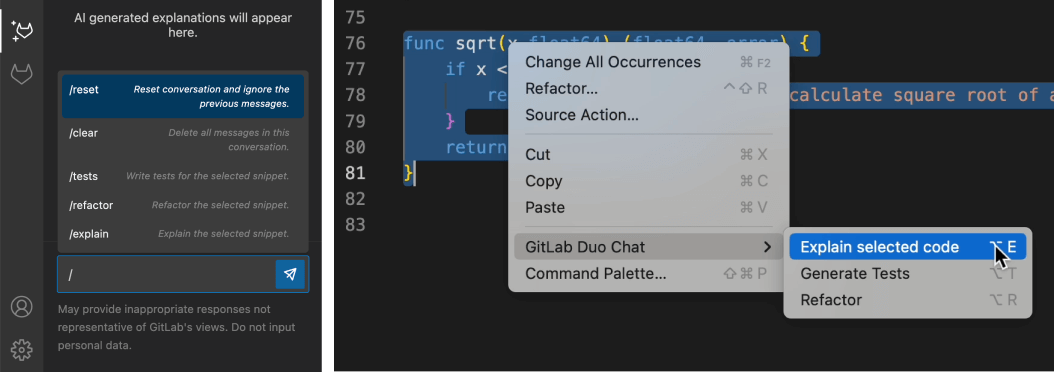 AI generated explanations will appear
here.
/reset Reset conversation and ignore the
previous messages.
/clear Delete all messages in this
conversation.
/tests Write tests for the selected snippet.
/refactor Refactor the selected snippet.
/explain Explain the selected snippet.
/
May provide inappropriate responses not
representative of GitLab's views. Do not input
personal data.
75
76 func sqrt(x float64) (float64, error) {
77 if x <
78 re calculate square root of a
79 }
80 return
81 }
82
83
Change All Occurrences ⌘ F2
Refactor... ^⇧ R
Source Action...
Cut ⌘ X
Copy ⌘ C
Paste ⌘ V
GitLab Duo Chat >
Command Palette... ⇧⌘ P
Explain selected code ⌥ E
Generate Tests ⌥ T
Refactor ⌥ R